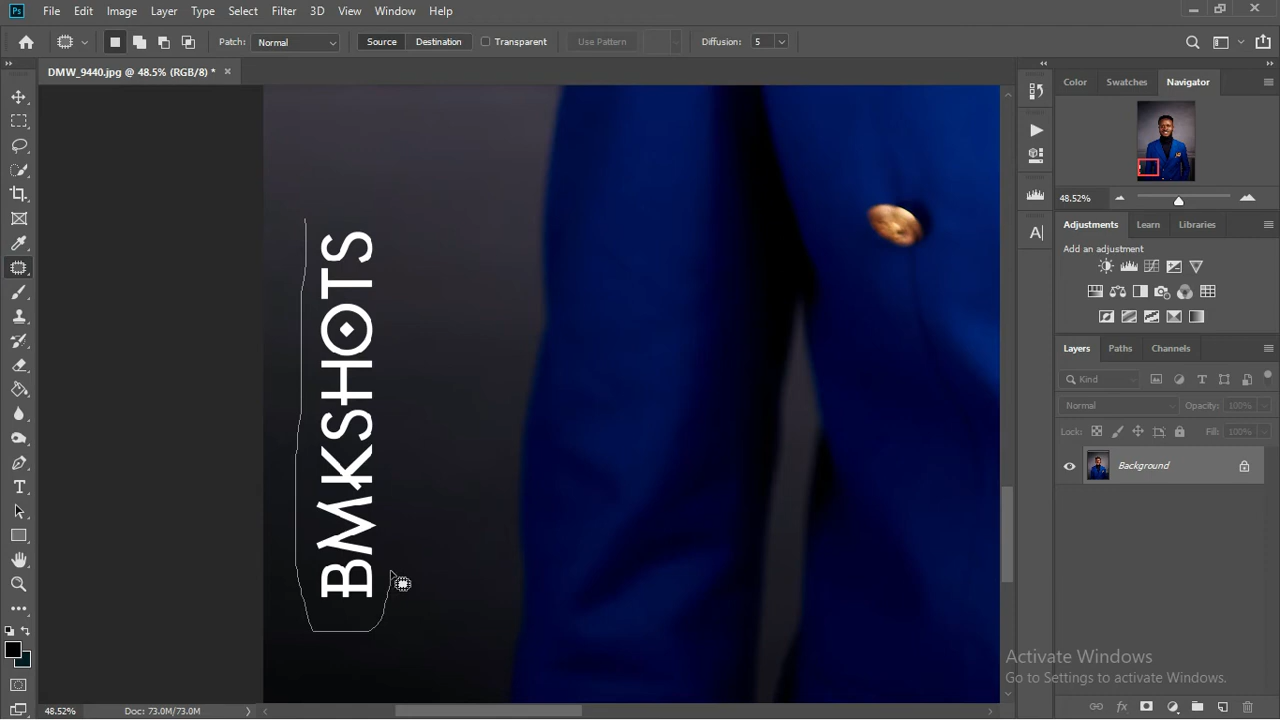 Ps File Edit Image Layer Type Select Filter 3D View Window Help
Patch: Normal Source Destination Transparent Use Pattern Diffusion: 5
DMW_9440.jpg @ 48.5% (RGB/8) * ×
Color Swatches Navigator
48.52%
Adjustments Learn Libraries
Add an adjustment
Layers Paths Channels
Kind
Normal Opacity: 100%
Lock: Fill: 100%
Background
BMKSHOTS
Activate Windows
Go to Settings to activate Windows.
48.52% Doc: 73.0M/73.0M